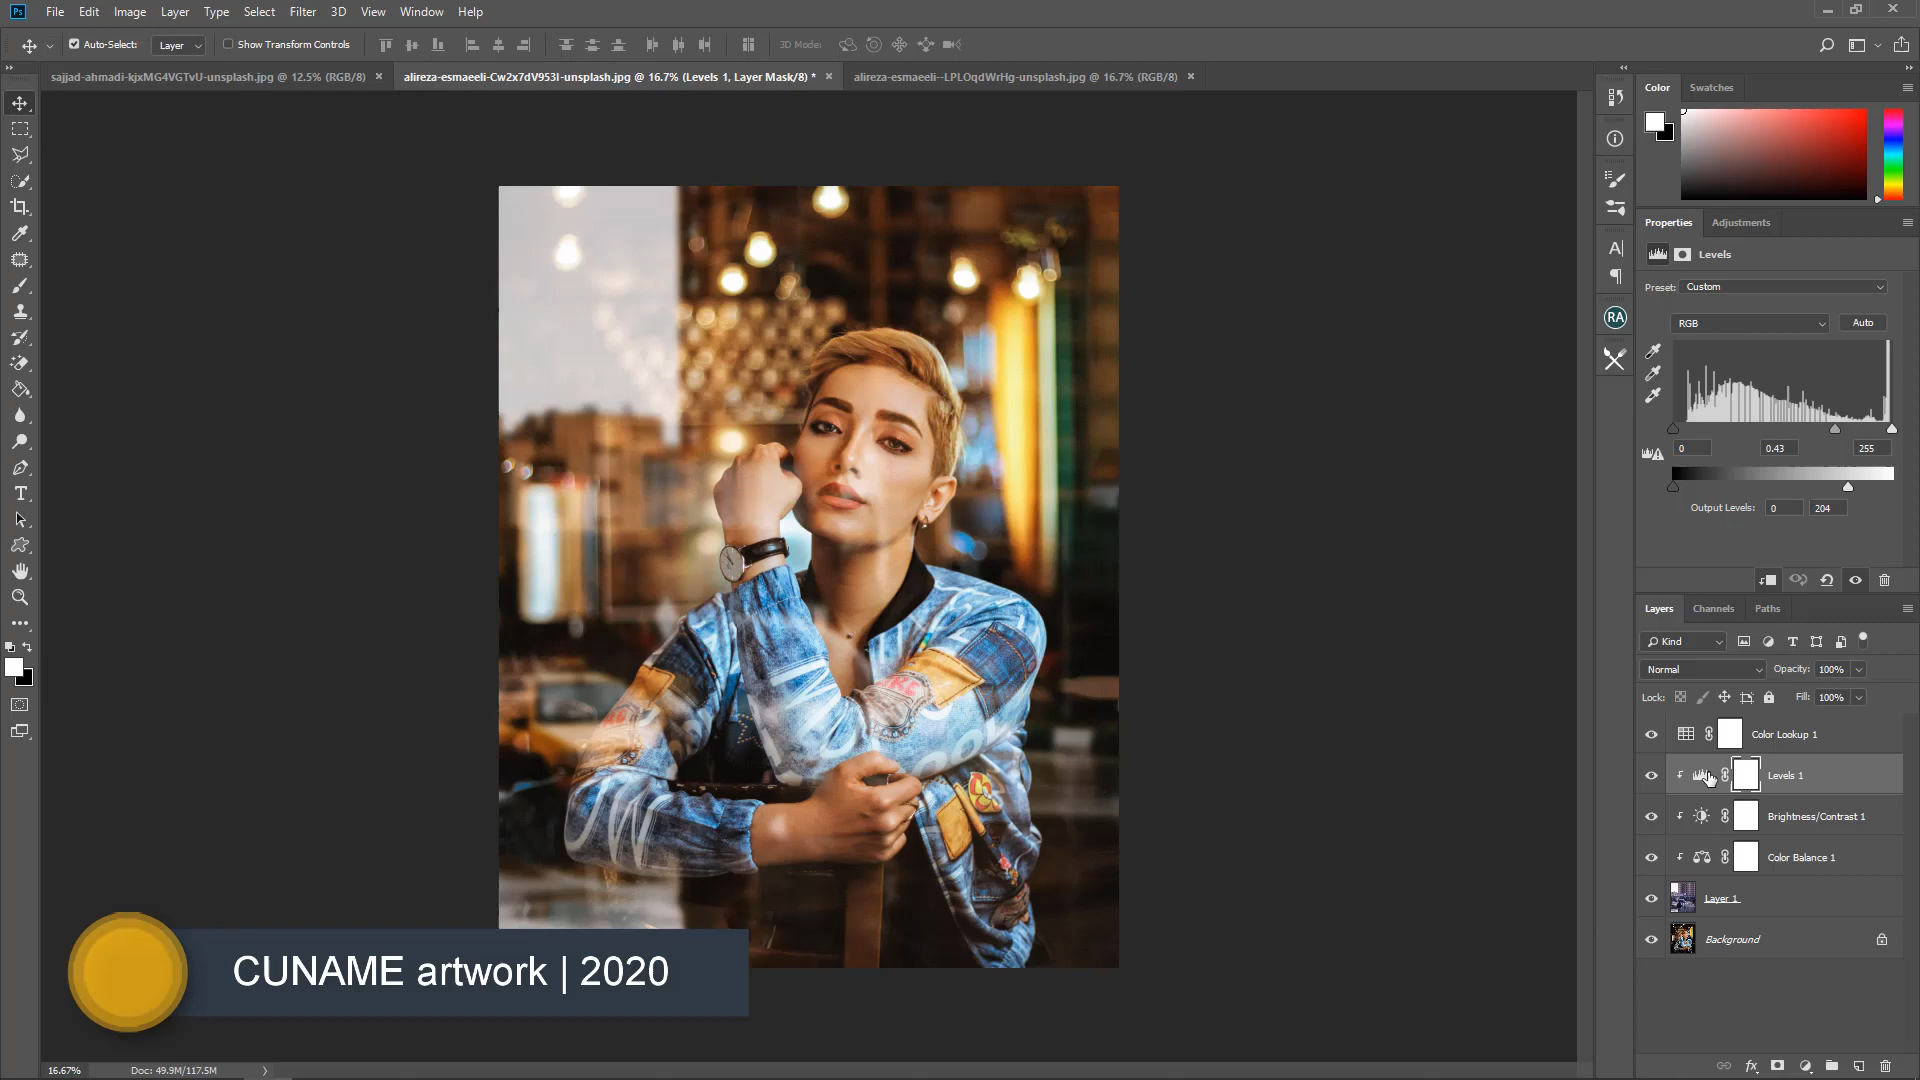 Ps File Edit Image Layer Type Select Filter 3D View Window Help
Auto-Select: Layer Show Transform Controls 3D Mode:
sajjad-ahmadi-kjxMG4VGTvU-unsplash.jpg @ 12.5% (RGB/8) × alireza-esmaeeli-Cw2x7dV953I-unsplash.jpg @ 16.7% (Levels 1, Layer Mask/8) * × alireza-esmaeeli--LPLOqdWrHg-unsplash.jpg @ 16.7% (RGB/8) ×
Color Swatches
Properties Adjustments
Levels
Preset: Custom
RGB Auto
RA
0 0.43 255
Output Levels: 0 204
Layers Channels Paths
Kind
Normal Opacity: 100%
Lock: Fill: 100%
Color Lookup 1
Levels 1
Brightness/Contrast 1
Color Balance 1
Layer 1
Background
CUNAME artwork | 2020
16.67% Doc: 49.9M/117.5M